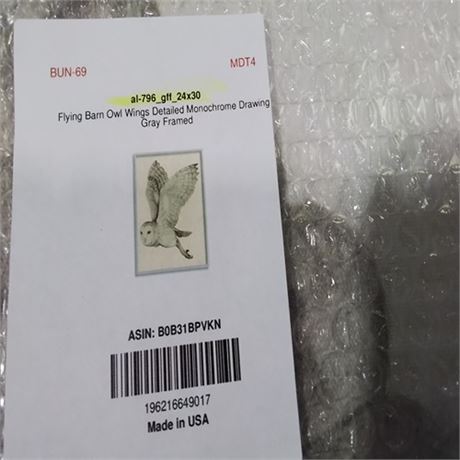 BUN-69 MDT4
al-796_gff_24x30
Flying Barn Owl Wings Detailed Monochrome Drawing
Gray Framed
ASIN: B0B31BPVKN
196216649017
Made in USA